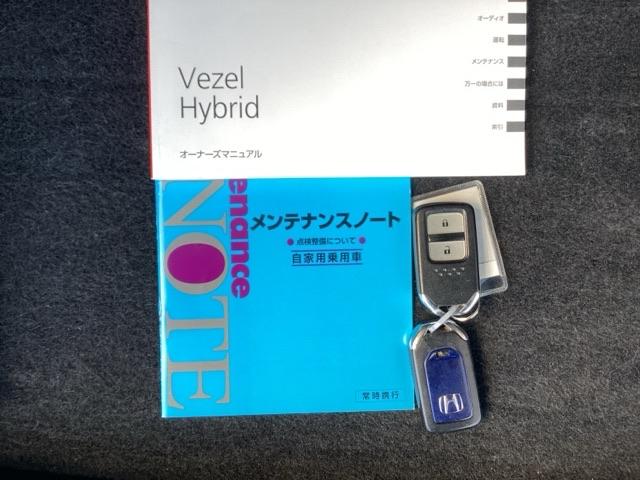 オーディオ
運転
メンテナンス
万一の場合には
資料
索引
Vezel
Hybrid
オーナーズマニュアル
enance
NOTE
メンテナンスノート
点検整備について
自家用乗用車
常時携行